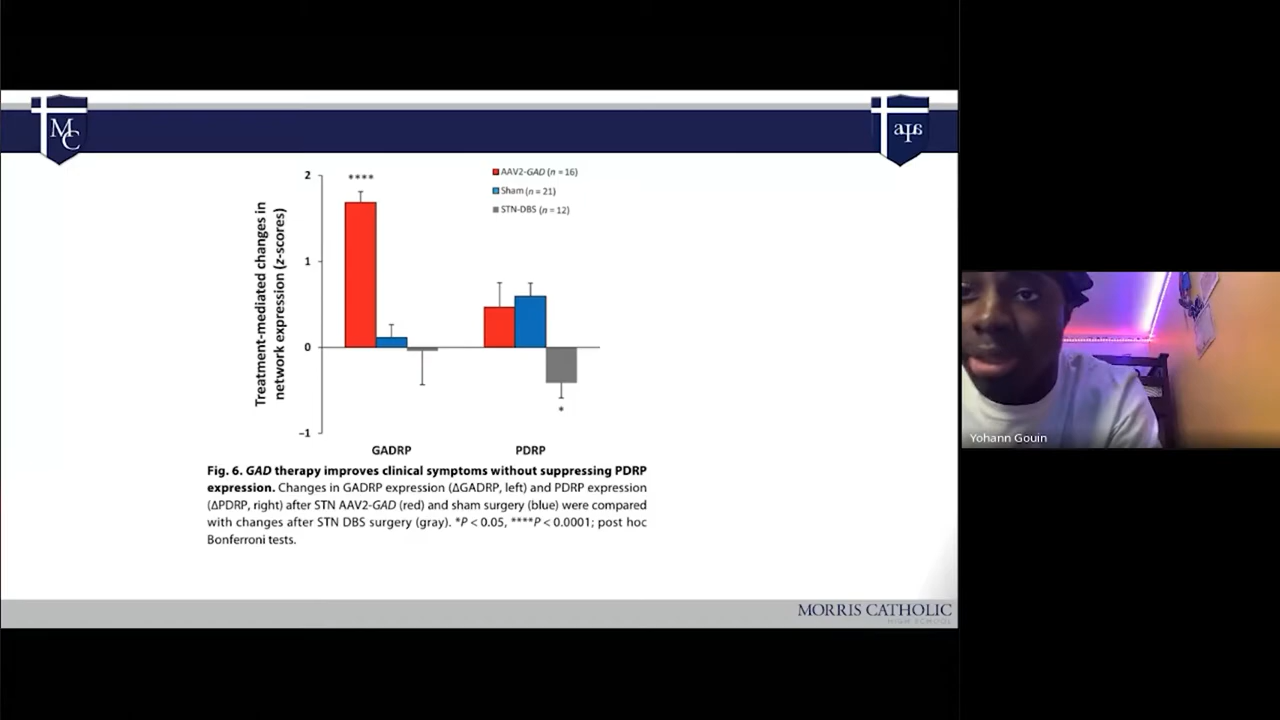 MC
2
****
AAV2-GAD (n = 16)
Sham (n = 21)
STN-DBS (n = 12)
Treatment-mediated changes in
network expression (z-scores)
1
0
*
−1
GADRP
PDRP
Fig. 6. GAD therapy improves clinical symptoms without suppressing PDRP
expression. Changes in GADRP expression (ΔGADRP, left) and PDRP expression
(ΔPDRP, right) after STN AAV2-GAD (red) and sham surgery (blue) were compared
with changes after STN DBS surgery (gray). *P < 0.05, ****P < 0.0001; post hoc
Bonferroni tests.
MORRIS CATHOLIC
HIGH SCHOOL
Yohann Gouin